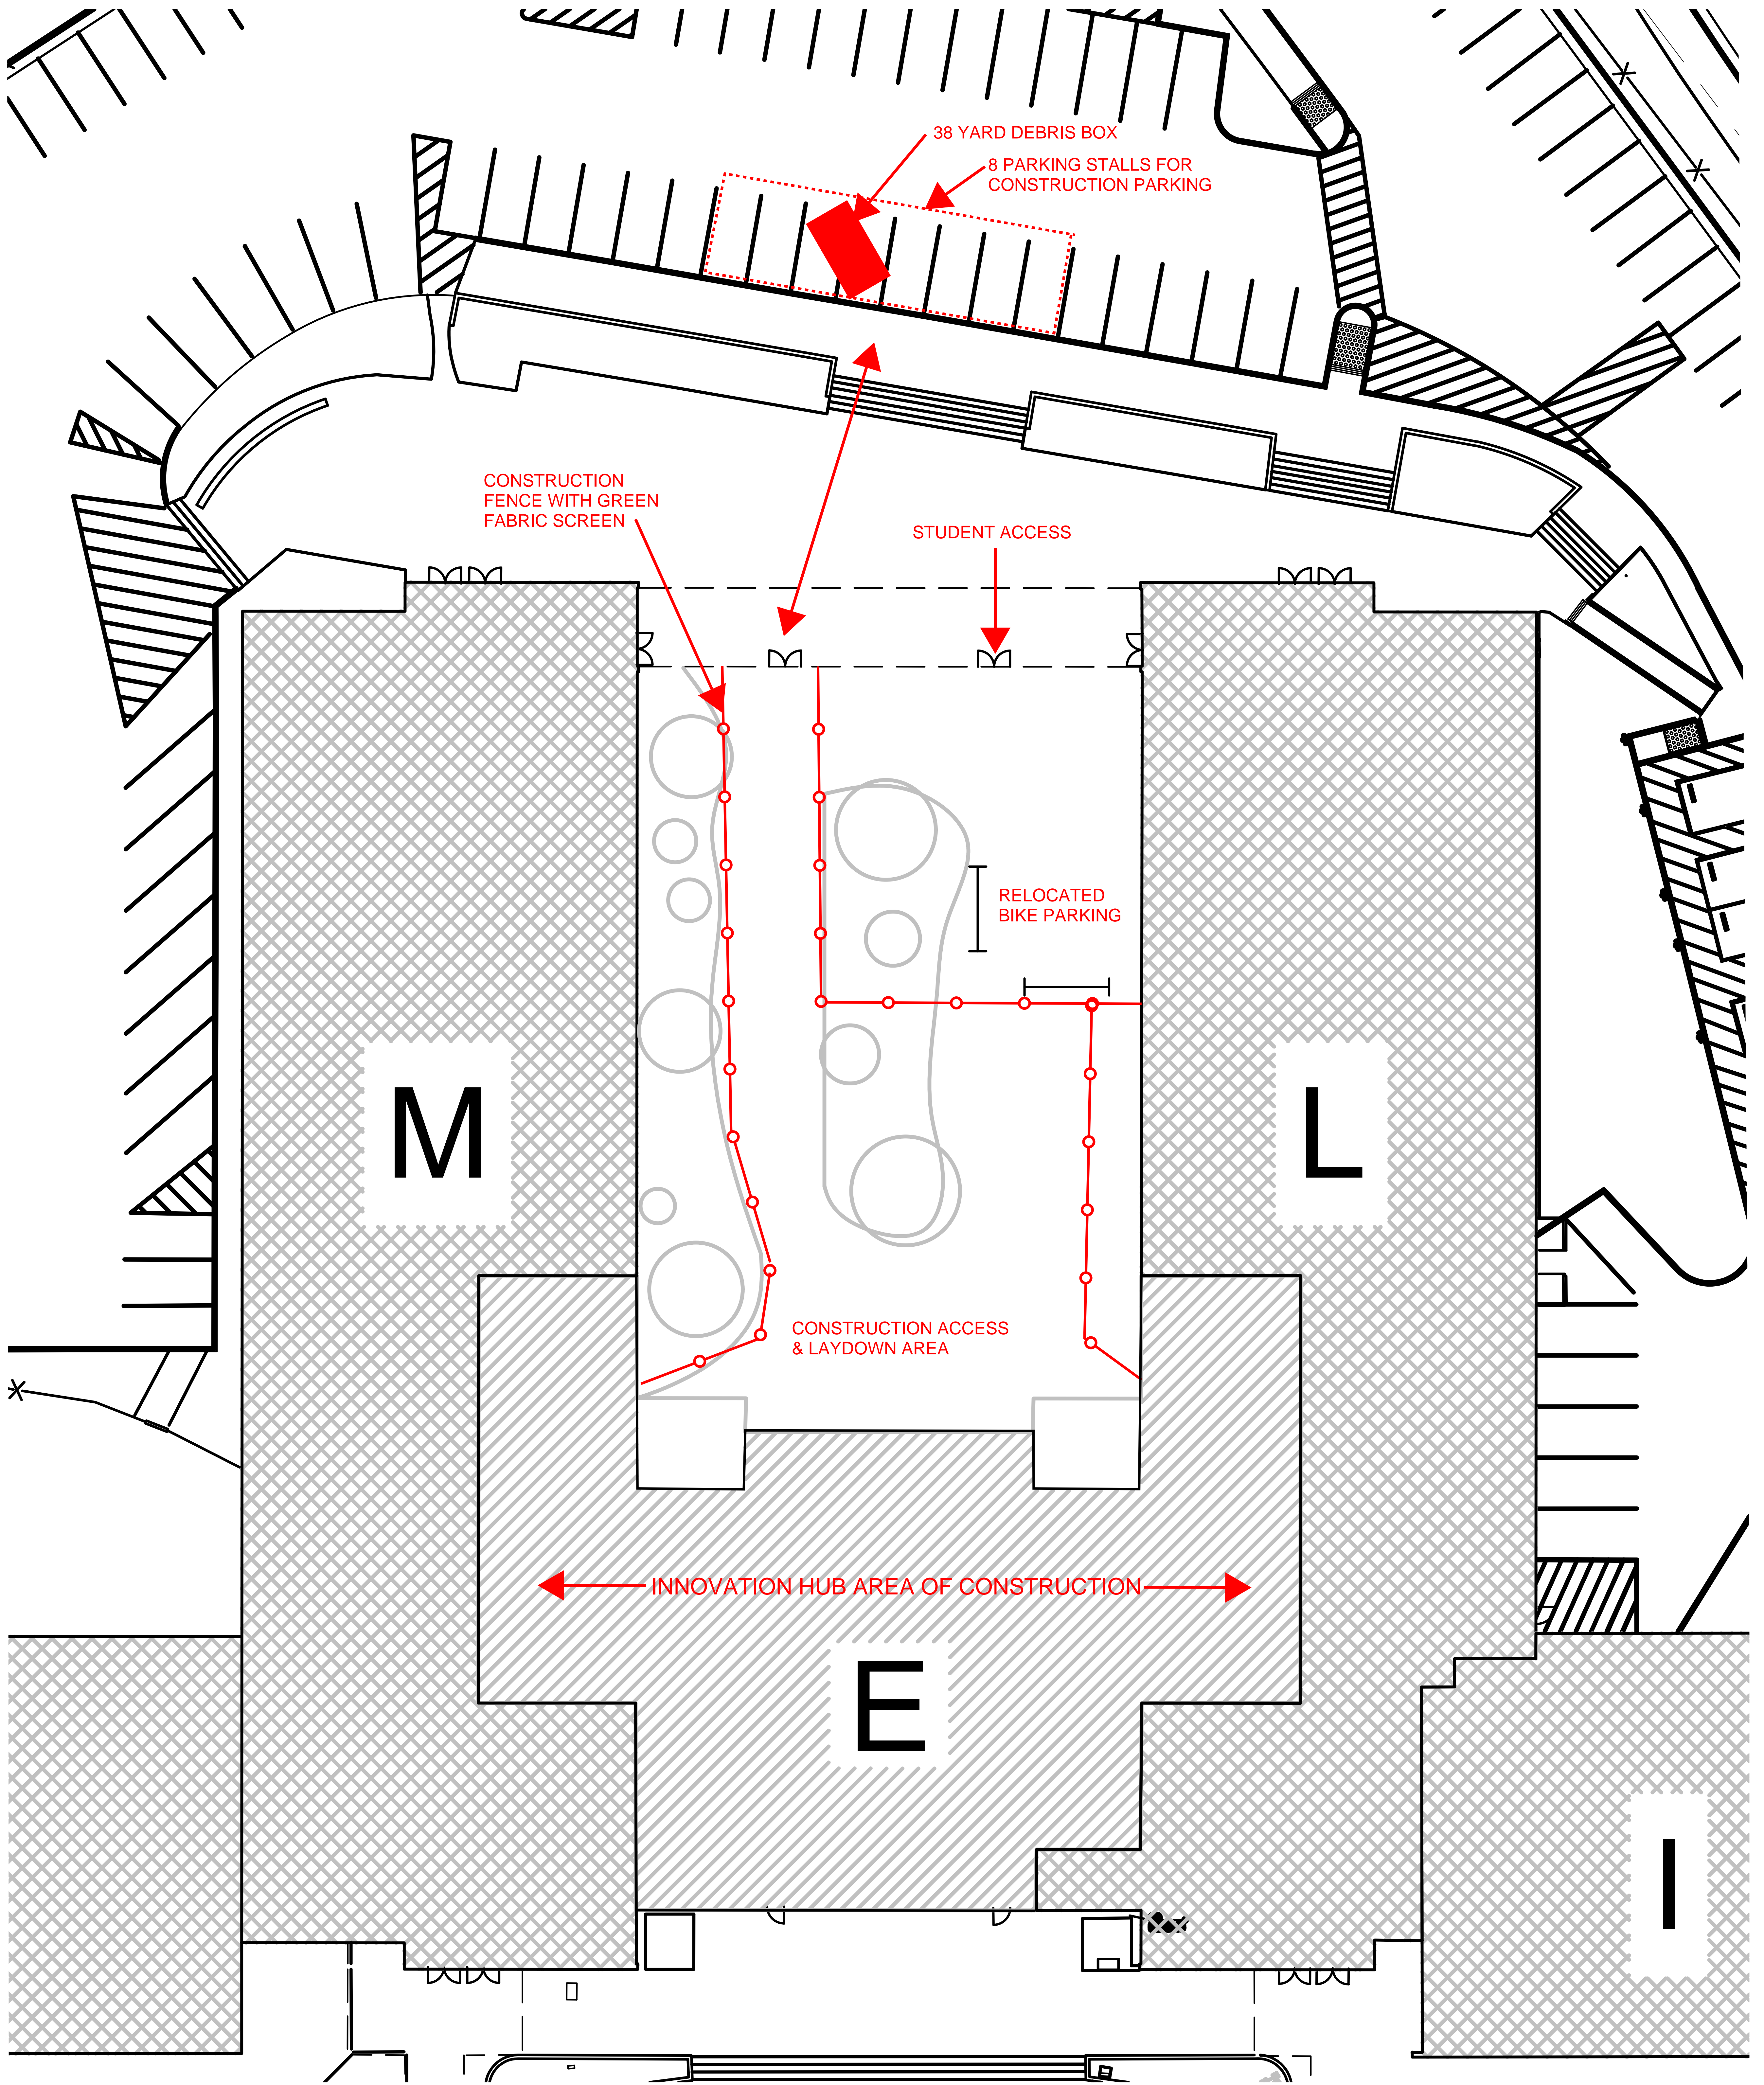 38 YARD DEBRIS BOX
8 PARKING STALLS FOR
CONSTRUCTION PARKING
CONSTRUCTION
FENCE WITH GREEN
FABRIC SCREEN
STUDENT ACCESS
RELOCATED
BIKE PARKING
M
L
CONSTRUCTION ACCESS
& LAYDOWN AREA
INNOVATION HUB AREA OF CONSTRUCTION
E
I